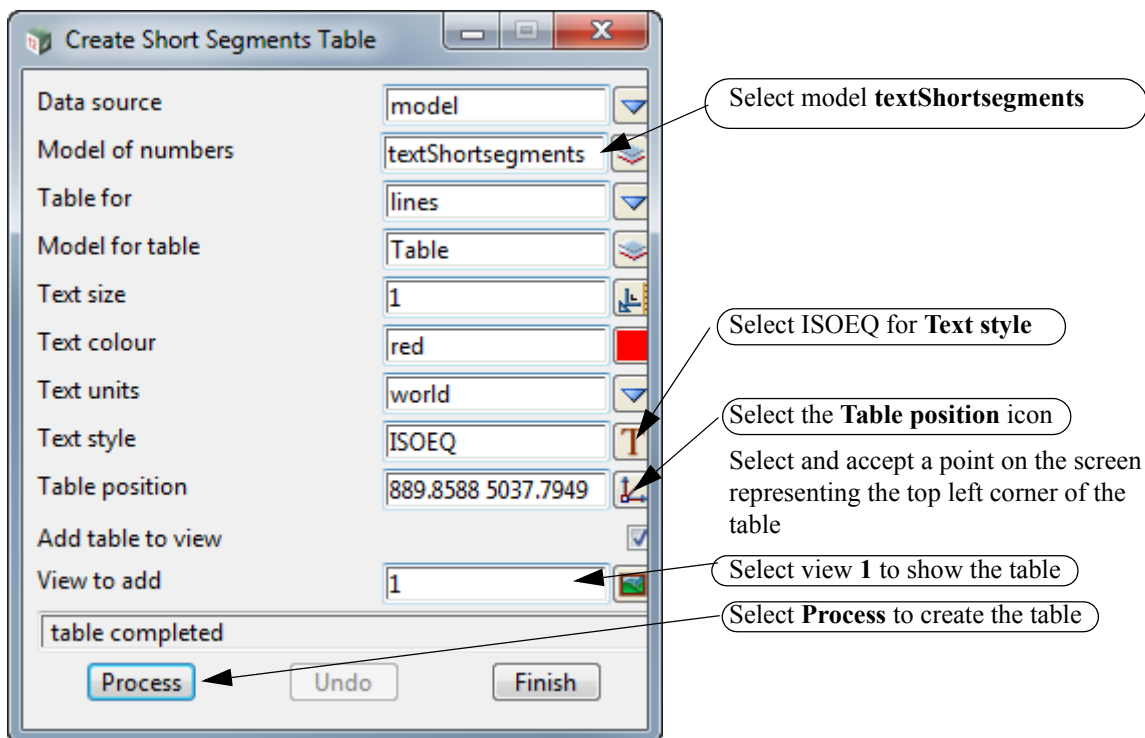 Create Short Segments Table
Data source
model
Select model textShortsegments
Model of numbers
textShortsegments
Table for
lines
Model for table
Table
Text size
1
Text colour
red
Select ISOEQ for Text style
Text units
world
Select the Table position icon
Text style
ISOEQ
T
Select and accept a point on the screen
representing the top left corner of the
table
Table position
889.8588 5037.7949
Add table to view
View to add
1
Select view 1 to show the table
Select Process to create the table
table completed
Process
Undo
Finish